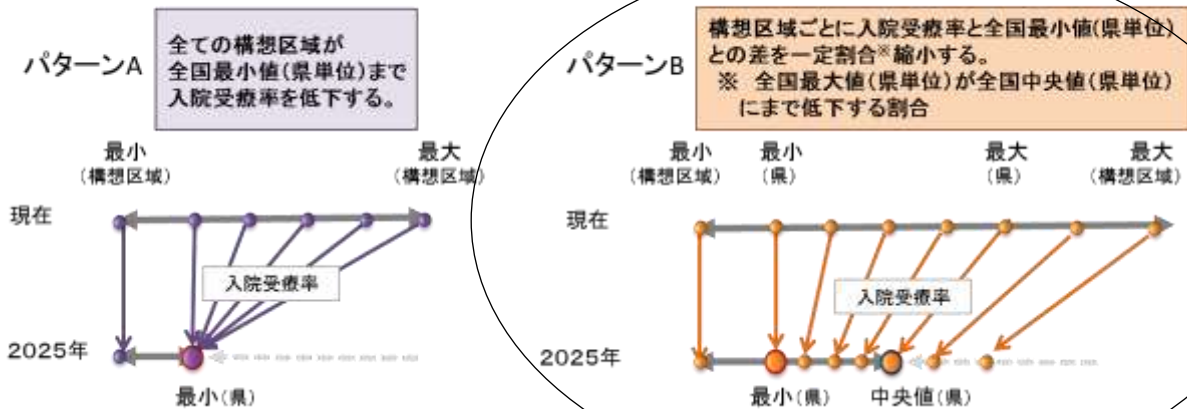 パターンA
全ての構想区域が
全国最小値(県単位)まで
入院受療率を低下する。
最小
(構想区域)
最大
(構想区域)
現在
入院受療率
2025年
最小(県)
パターンB
構想区域ごとに入院受療率と全国最小値(県単位)
との差を一定割合※縮小する。
※ 全国最大値(県単位)が全国中央値(県単位)
にまで低下する割合
最小
(構想区域)
最小
(県)
最大
(県)
最大
(構想区域)
現在
入院受療率
2025年
最小(県)
中央値(県)